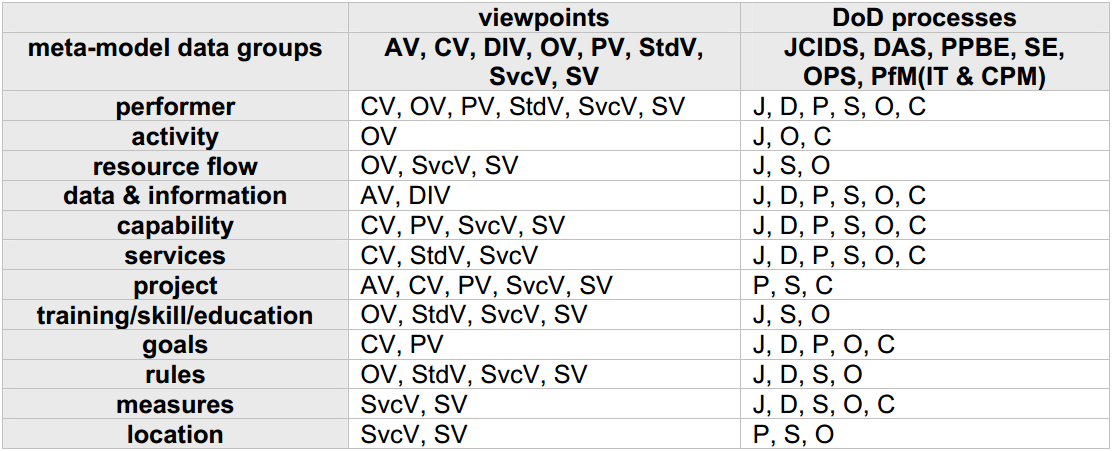 viewpoints DoD processes
meta-model data groups AV, CV, DIV, OV, PV, StdV, JCIDS, DAS, PPBE, SE,
SvcV, SV OPS, PfM(IT & CPM)
performer CV, OV, PV, StdV, SvcV, SV J, D, P, S, O, C
activity OV J, O, C
resource flow OV, SvcV, SV J, S, O
data & information AV, DIV J, D, P, S, O, C
capability CV, PV, SvcV, SV J, D, P, S, O, C
services CV, StdV, SvcV J, D, P, S, O, C
project AV, CV, PV, SvcV, SV P, S, C
training/skill/education OV, StdV, SvcV, SV J, S, O
goals CV, PV J, D, P, O, C
rules OV, StdV, SvcV, SV J, D, S, O
measures SvcV, SV J, D, S, O, C
location SvcV, SV P, S, O